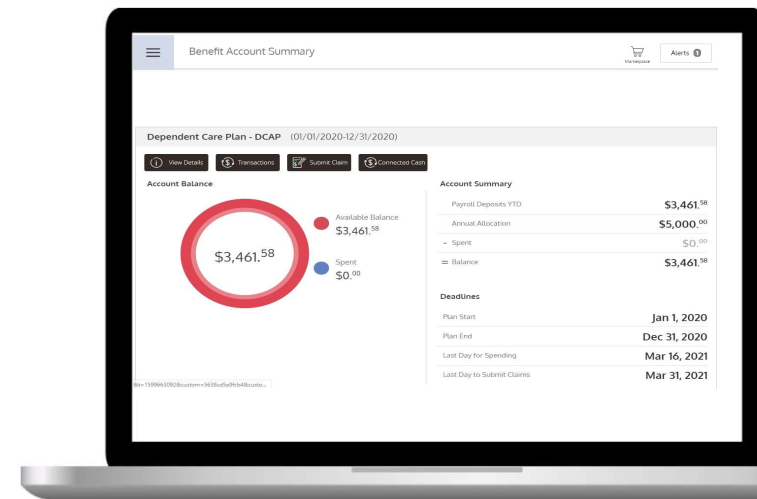 Benefit Account Summary
Marketplace
Alerts 1
Dependent Care Plan - DCAP (01/01/2020-12/31/2020)
View Details Transactions Submit Claim Connected Cash
Account Balance
Available Balance
$3,461.58
Spent
$0.00
$3,461.58
Account Summary
Payroll Deposits YTD $3,461.58
Annual Allocation $5,000.00
- Spent $0.00
= Balance $3,461.58
Deadlines
Plan Start Jan 1, 2020
Plan End Dec 31, 2020
Last Day for Spending Mar 16, 2021
Last Day to Submit Claims Mar 31, 2021